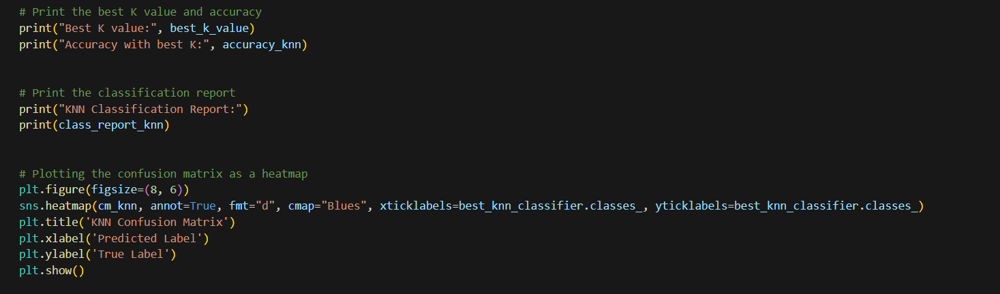 # Print the best K value and accuracy
print("Best K value:", best_k_value)
print("Accuracy with best K:", accuracy_knn)
# Print the classification report
print("KNN Classification Report:")
print(class_report_knn)
# Plotting the confusion matrix as a heatmap
plt.figure(figsize=(8, 6))
sns.heatmap(cm_knn, annot=True, fmt="d", cmap="Blues", xticklabels=best_knn_classifier.classes_, yticklabels=best_knn_classifier.classes_)
plt.title('KNN Confusion Matrix')
plt.xlabel('Predicted Label')
plt.ylabel('True Label')
plt.show()